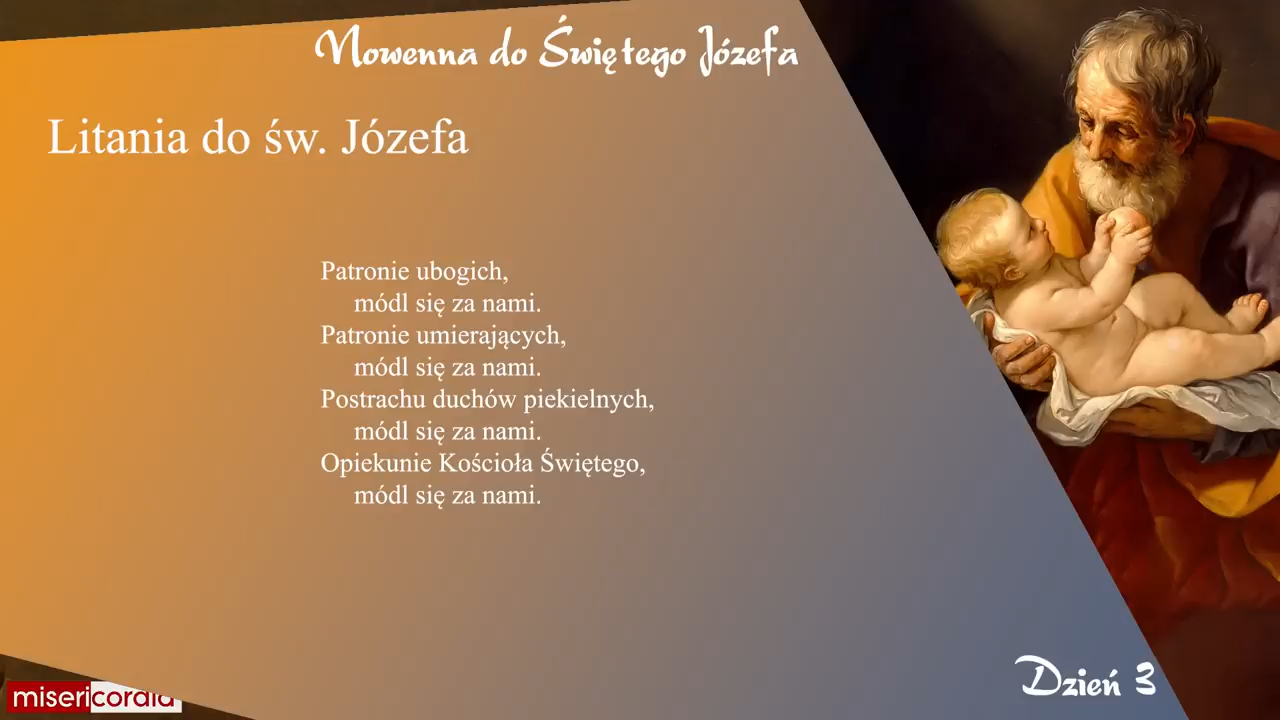 Nowenna do Świętego Józefa
Litania do św. Józefa
Patronie ubogich,
módl się za nami.
Patronie umierających,
módl się za nami.
Postrachu duchów piekielnych,
módl się za nami.
Opiekunie Kościoła Świętego,
módl się za nami.
Dzień 3
misericordia